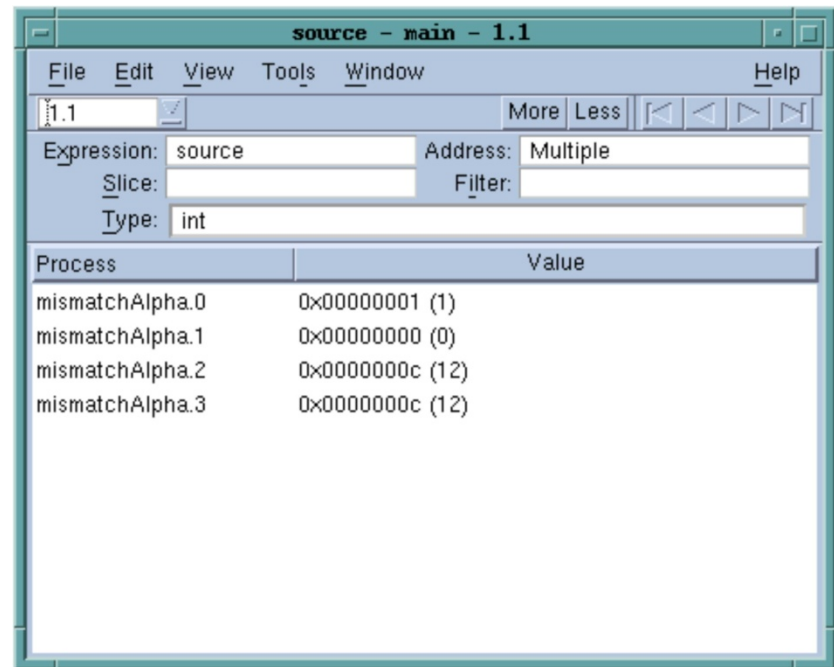 source - main - 1.1
File Edit View Tools Window Help
1.1 More Less
Expression: source Address: Multiple
Slice: Filter:
Type: int
Process Value
mismatchAlpha.0 0x00000001 (1)
mismatchAlpha.1 0x00000000 (0)
mismatchAlpha.2 0x0000000c (12)
mismatchAlpha.3 0x0000000c (12)